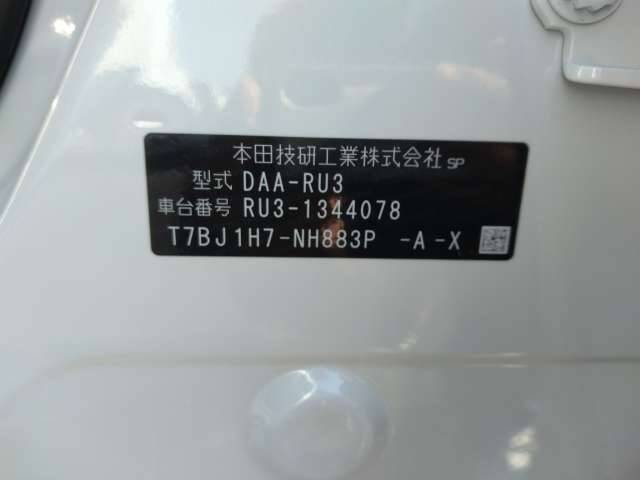 本田技研工業株式会社 SP
型式 DAA-RU3
車台番号 RU3-1344078
T7BJ1H7-NH883P -A-X